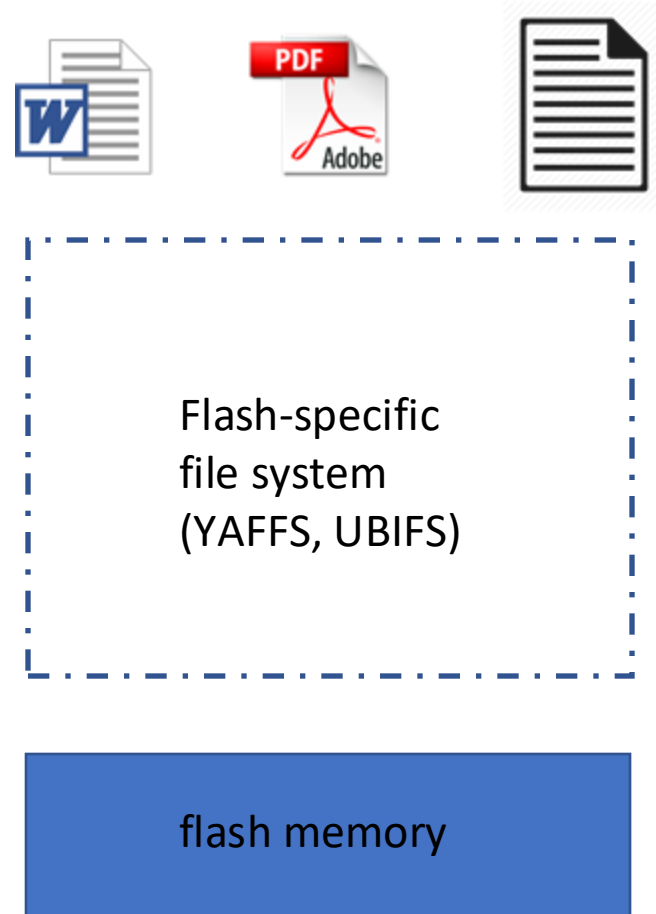 W
PDF
Adobe
Flash-specific
file system
(YAFFS, UBIFS)
flash memory